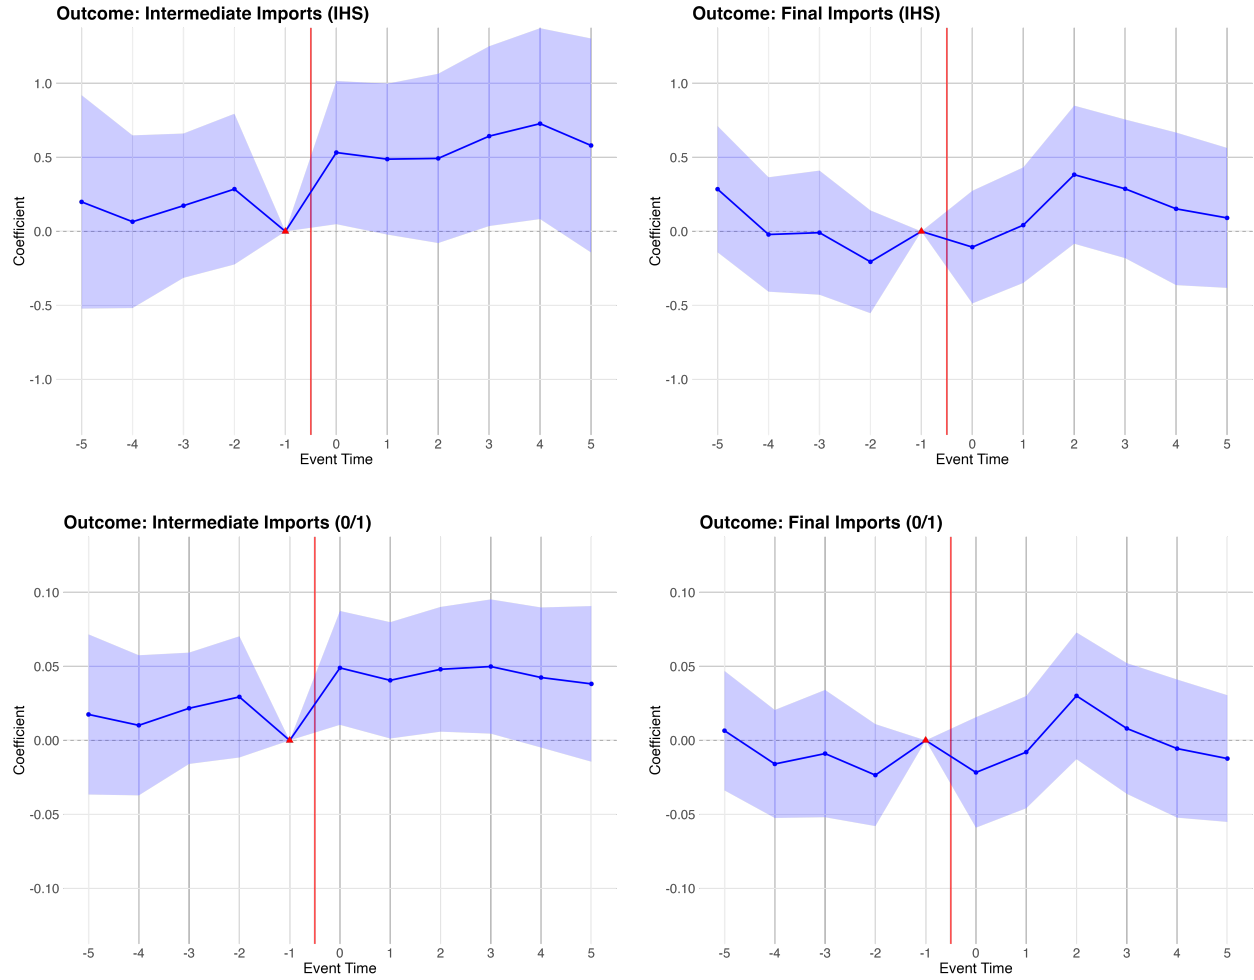 Outcome: Intermediate Imports (IHS)
Coefficient
1.0
0.5
0.0
-0.5
-1.0
-5 -4 -3 -2 -1 0 1 2 3 4 5
Event Time
Outcome: Final Imports (IHS)
Coefficient
1.0
0.5
0.0
-0.5
-1.0
-5 -4 -3 -2 -1 0 1 2 3 4 5
Event Time
Outcome: Intermediate Imports (0/1)
Coefficient
0.10
0.05
0.00
-0.05
-0.10
-5 -4 -3 -2 -1 0 1 2 3 4 5
Event Time
Outcome: Final Imports (0/1)
Coefficient
0.10
0.05
0.00
-0.05
-0.10
-5 -4 -3 -2 -1 0 1 2 3 4 5
Event Time